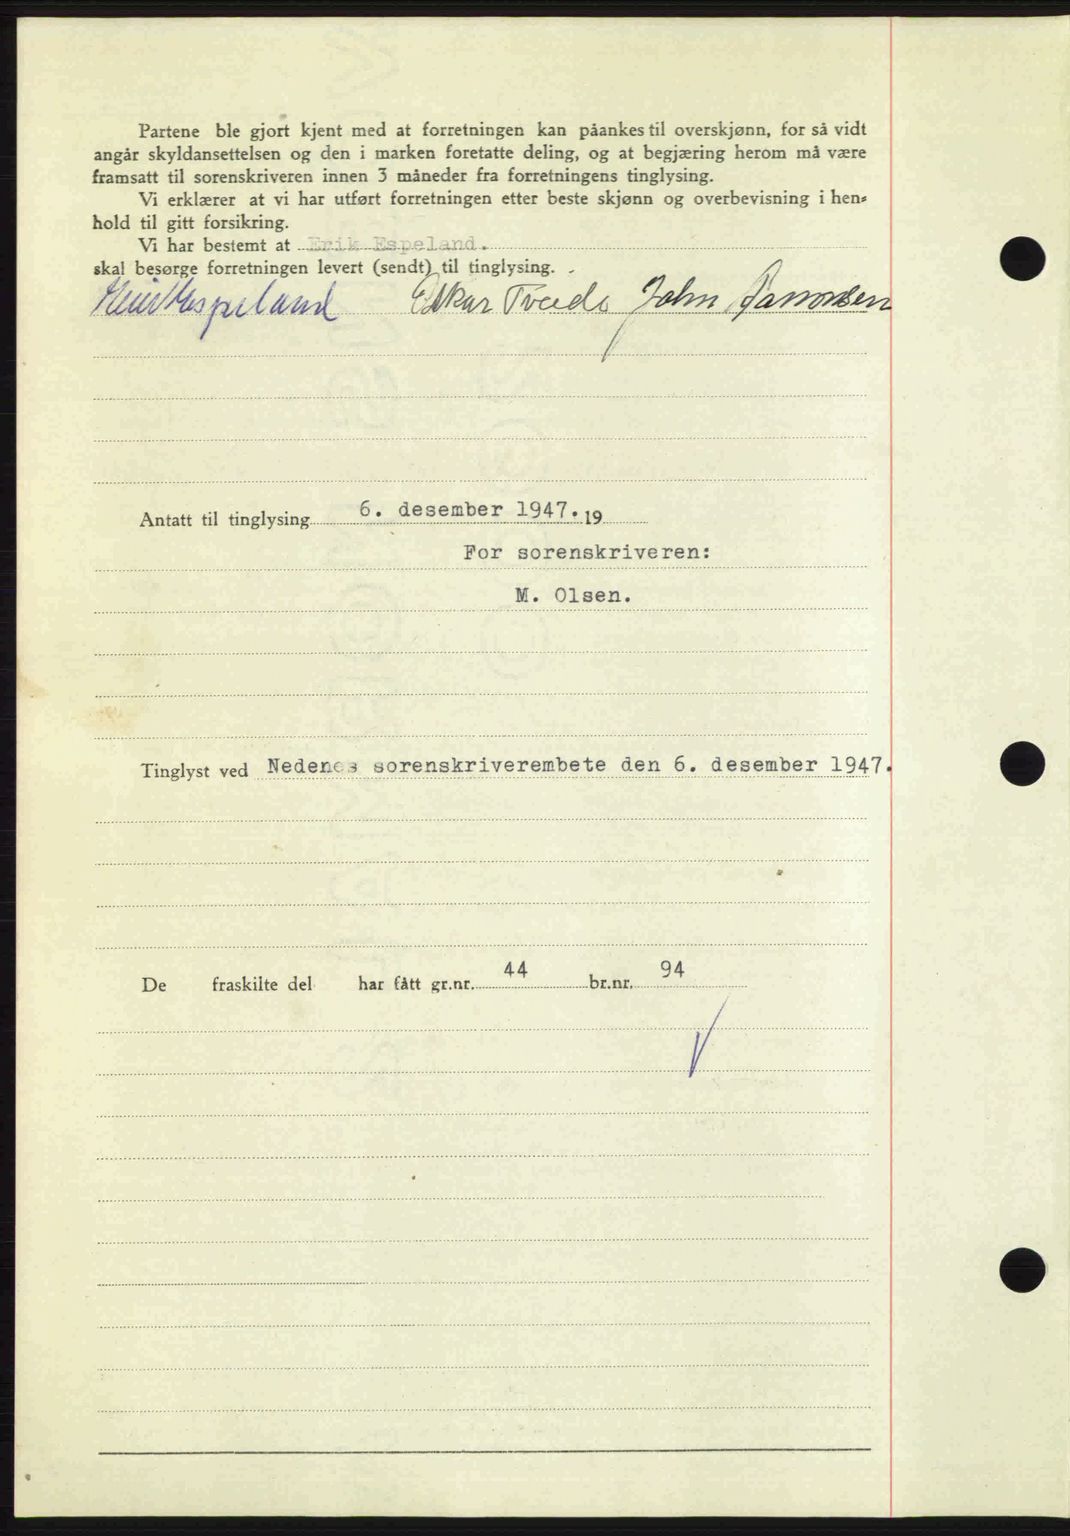 Partene ble gjort kjent med at forretningen kan påankes til overskjønn, for så vidt
angår skyldansettelsen og den i marken foretatte deling, og at begjæring herom må være
framsatt til sorenskriveren innen 3 måneder fra forretningens tinglysing.
Vi erklærer at vi har utført forretningen etter beste skjønn og overbevisning i hen-
hold til gitt forsikring.
Vi har bestemt at Erik Espeland.
skal besørge forretningen levert (sendt) til tinglysing.
Espeland Oskar Tvede John
Antatt til tinglysing 6. desember 1947. 19
For sorenskriveren:
M. Olsen.
Tinglyst ved Nedenes sorenskriverembete den 6. desember 1947.
De fraskilte del har fått gr.nr. 44 br.nr. 94